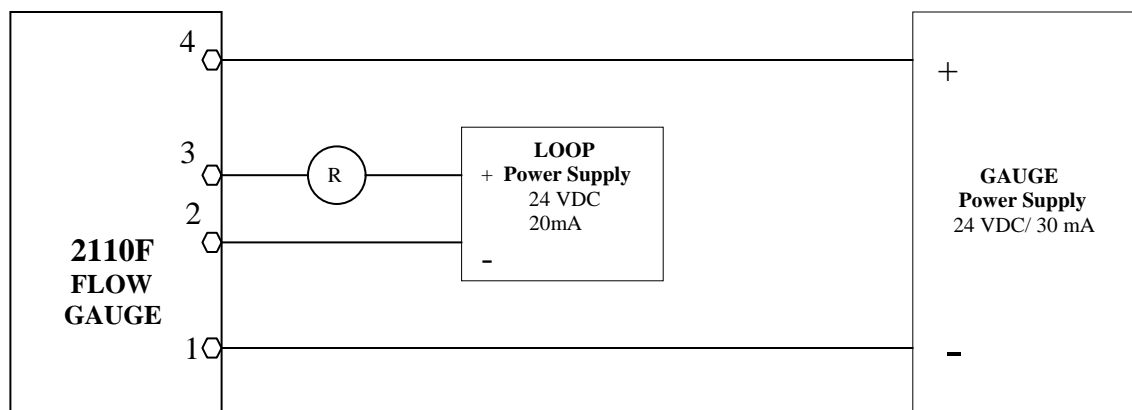 4
3
2
1
2110F
FLOW
GAUGE
R
LOOP
+ Power Supply
24 VDC
20mA
-
+
GAUGE
Power Supply
24 VDC/ 30 mA
-